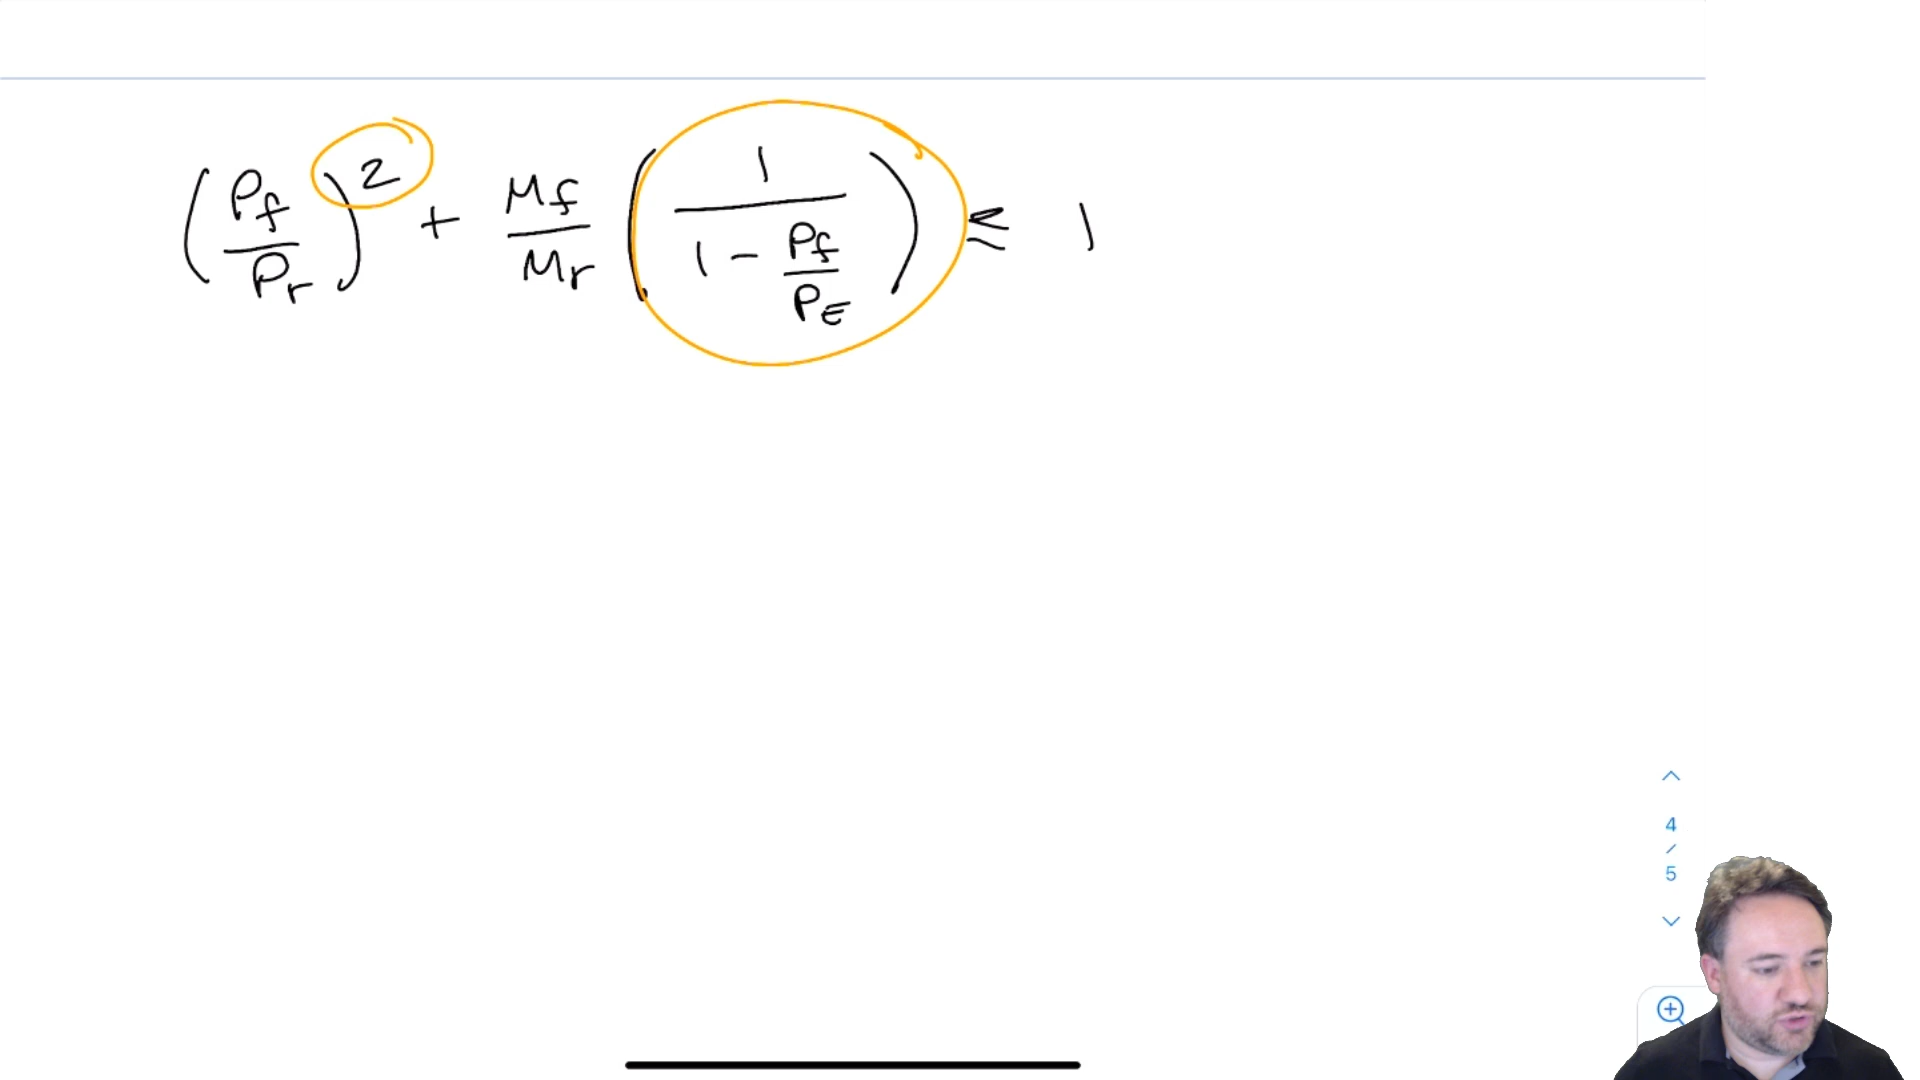 (Pf/Pr)² + Mf/Mr (1/(1 - Pf/PE)) ≤ 1
4
/
5